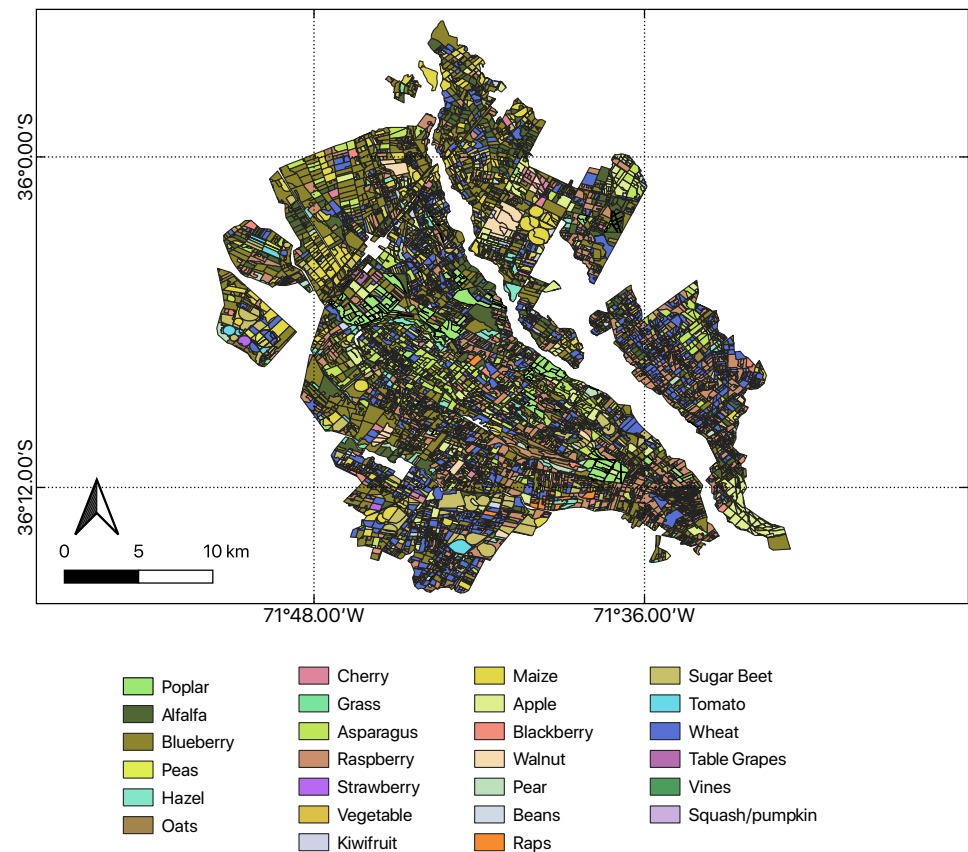 36°0.00'S
36°12.00'S
0 5 10 km
71°48.00'W 71°36.00'W
Poplar
Alfalfa
Blueberry
Peas
Hazel
Oats
Cherry
Grass
Asparagus
Raspberry
Strawberry
Vegetable
Kiwifruit
Maize
Apple
Blackberry
Walnut
Pear
Beans
Raps
Sugar Beet
Tomato
Wheat
Table Grapes
Vines
Squash/pumpkin